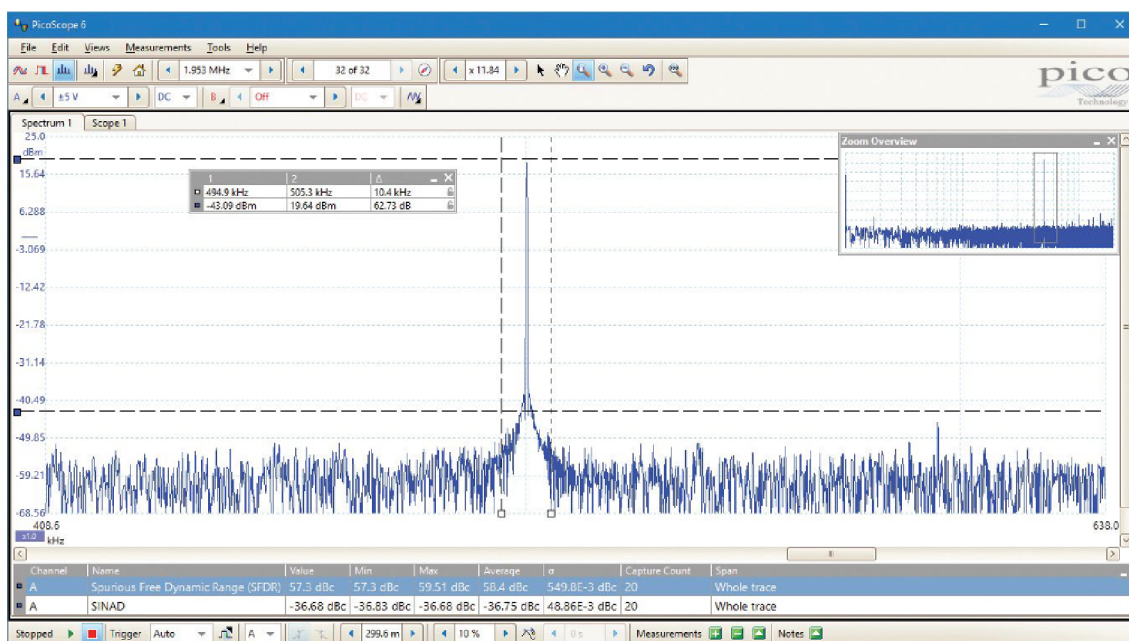 PicoScope 6
File Edit Views Measurements Tools Help
1.953 MHz 32 of 32 x 11.84
pico
Technology
A ±5 V DC B Off DC
Spectrum 1 Scope 1
25.0
dBm
15.64
6.288
-3.069
-12.42
-21.78
-31.14
-40.49
-49.85
-59.21
-68.56
1 2 Δ
494.9 kHz 505.3 kHz 10.4 kHz
-43.09 dBm 19.64 dBm 62.73 dB
Zoom Overview
408.6 638.0
x1.0 kHz
Channel Name Value Min Max Average σ Capture Count Span
A Spurious Free Dynamic Range (SFDR) 57.3 dBc 57.3 dBc 59.51 dBc 58.4 dBc 549.8E-3 dBc 20 Whole trace
A SINAD -36.68 dBc -36.83 dBc -36.68 dBc -36.75 dBc 48.86E-3 dBc 20 Whole trace
Stopped Trigger Auto A 299.6 m 10 % 0 s Measurements Notes